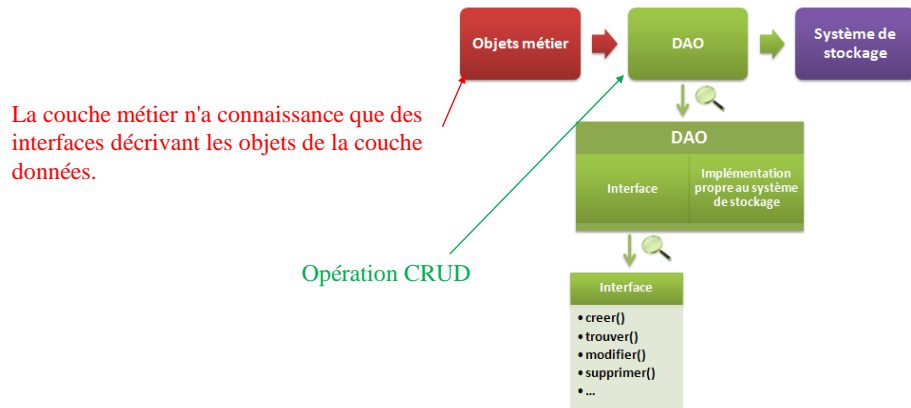 Objets métier
DAO
Système de
stockage
La couche métier n'a connaissance que des
interfaces décrivant les objets de la couche
données.
DAO
Interface
Implémentation
propre au système
de stockage
Opération CRUD
Interface
• creer()
• trouver()
• modifier()
• supprimer()
• ...